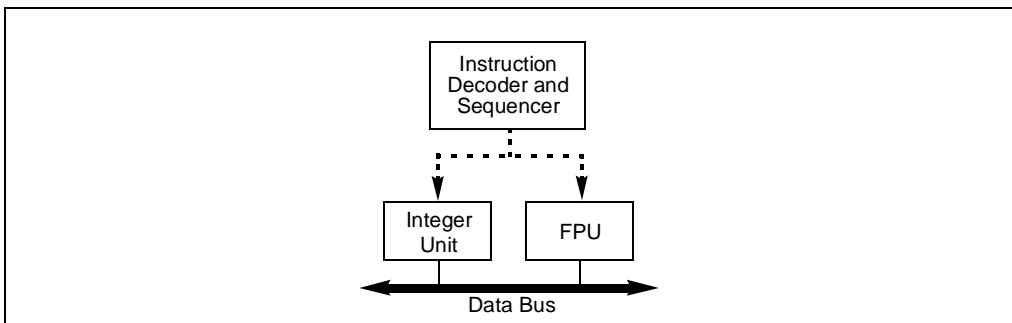 Instruction
Decoder and
Sequencer
Integer
Unit
FPU
Data Bus